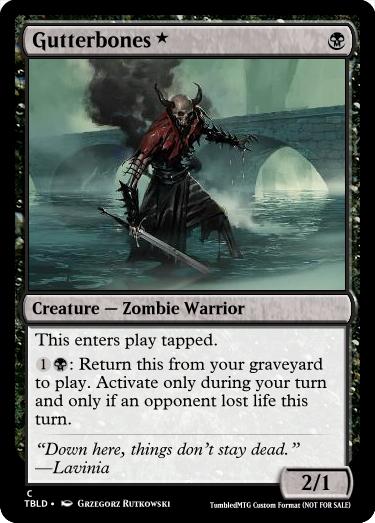 Gutterbones ★
Creature — Zombie Warrior
This enters play tapped.
1 : Return this from your graveyard
to play. Activate only during your turn
and only if an opponent lost life this
turn.
“Down here, things don’t stay dead.”
—Lavinia
2/1
C
TBLD • Grzegorz Rutkowski
TumbledMTG Custom Format (NOT FOR SALE)